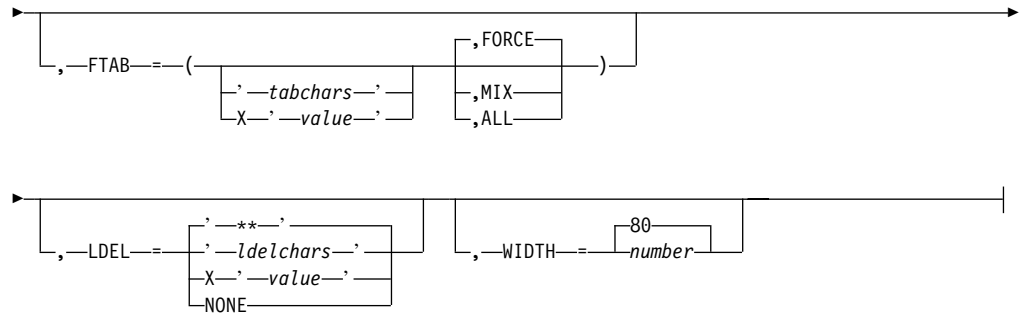 ,FORCE
, FTAB = ( ' tabchars ' ,MIX )
X ' value ' ,ALL
' ** ' 80
, LDEL = ' ldelchars ' , WIDTH = number
X ' value '
NONE